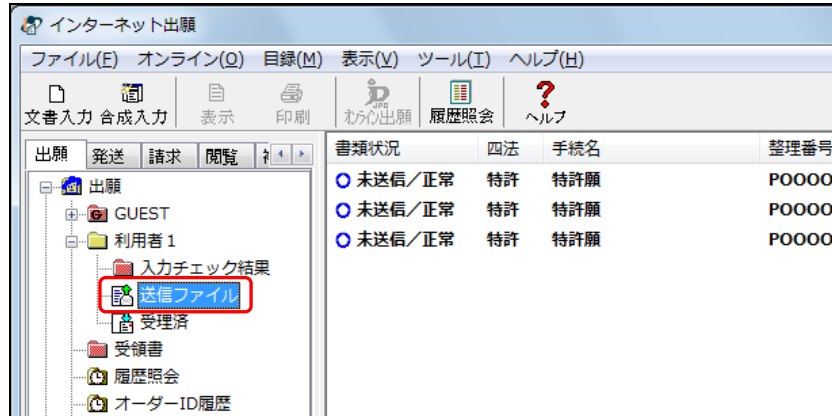 インターネット出願
ファイル(F) オンライン(O) 目録(M) 表示(V) ツール(T) ヘルプ(H)
文書入力 合成入力 表示 印刷 オンライン出願 履歴照会 ヘルプ
出願 発送 請求 閲覧
書類状況 四法 手続名 整理番号
出願
GUEST
利用者1
入力チェック結果
送信ファイル
受理済
受領書
履歴照会
オーダーID履歴
未送信/正常 特許 特許願 P0000
未送信/正常 特許 特許願 P0000
未送信/正常 特許 特許願 P0000